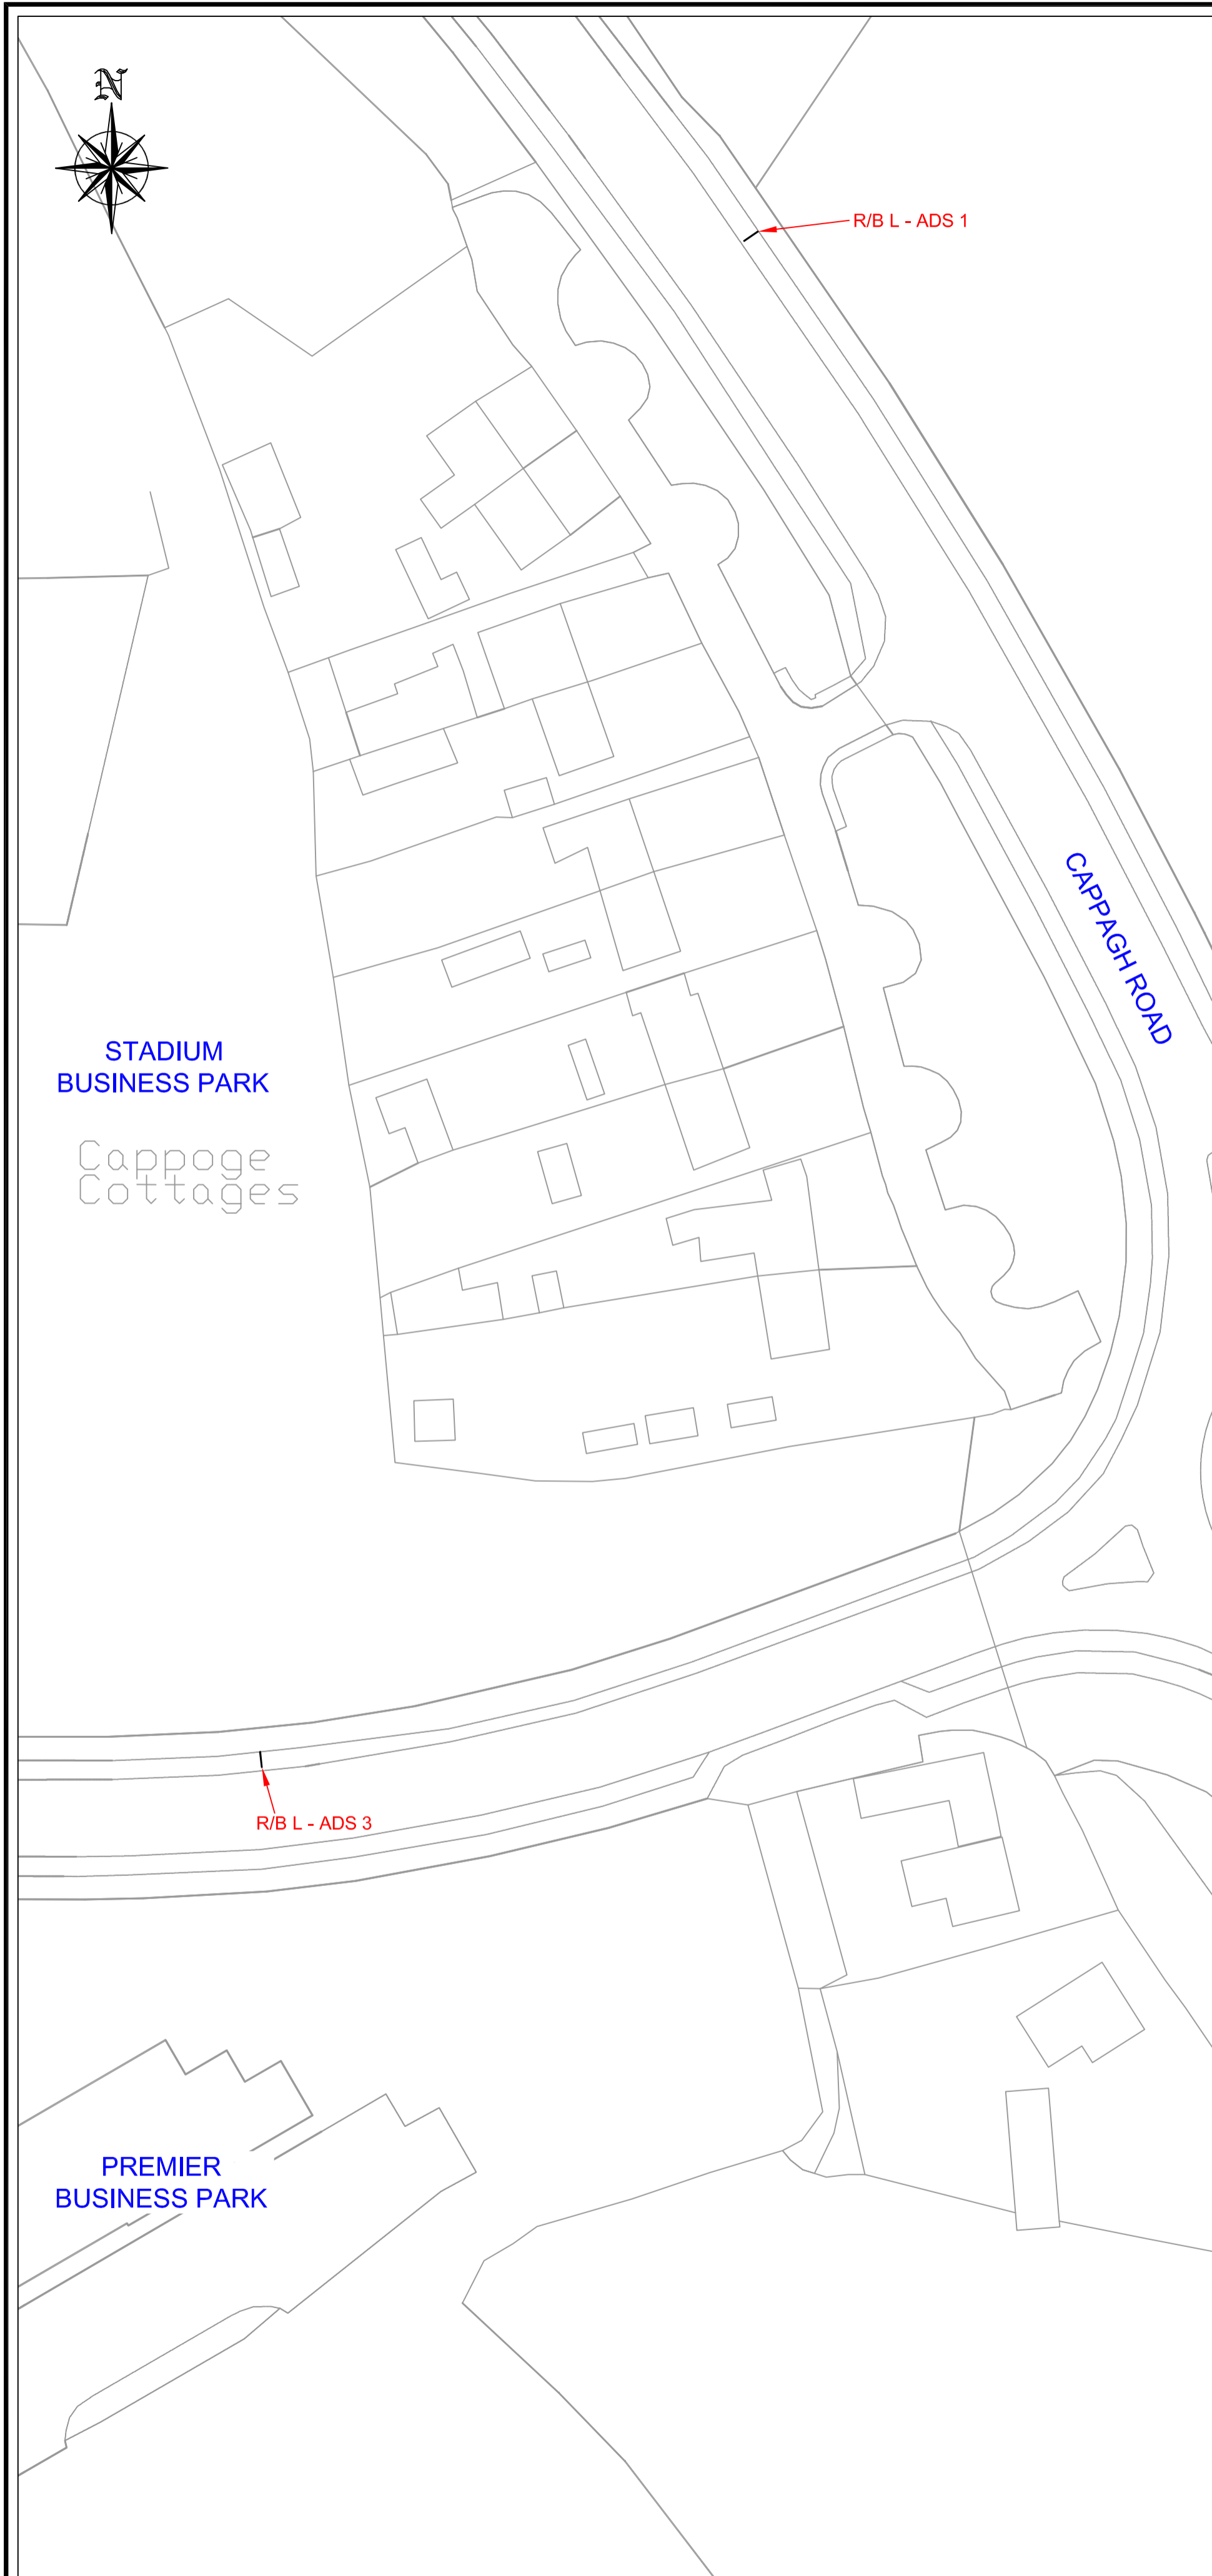 N
R/B L - ADS 1
CAPPAGH ROAD
STADIUM
BUSINESS PARK
Cappoge
Cottages
R/B L - ADS 3
PREMIER
BUSINESS PARK